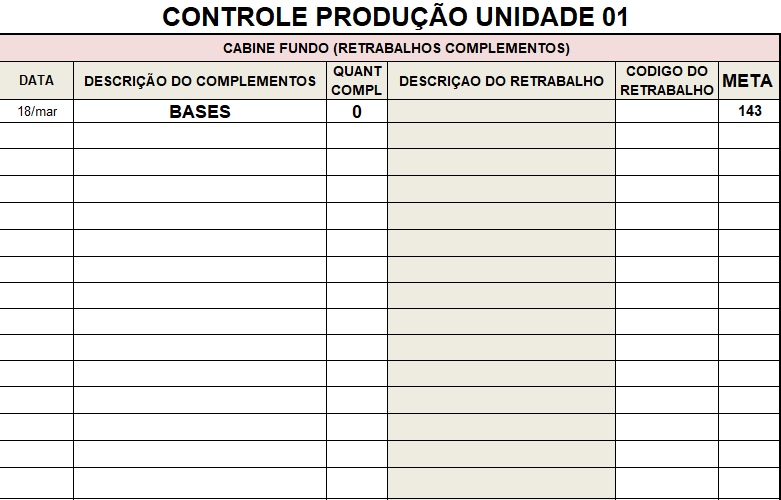 CONTROLE PRODUÇÃO UNIDADE 01
CABINE FUNDO (RETRABALHOS COMPLEMENTOS)
DATA DESCRIÇÃO DO COMPLEMENTOS QUANT COMPL DESCRIÇAO DO RETRABALHO CODIGO DO RETRABALHO META
18/mar BASES 0 143